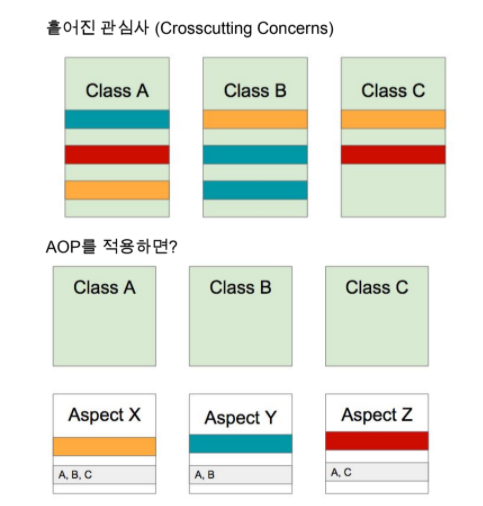 흩어진 관심사 (Crosscutting Concerns)
Class A
Class B
Class C
AOP를 적용하면?
Class A
Class B
Class C
Aspect X
Aspect Y
Aspect Z
A, B, C
A, B
A, C